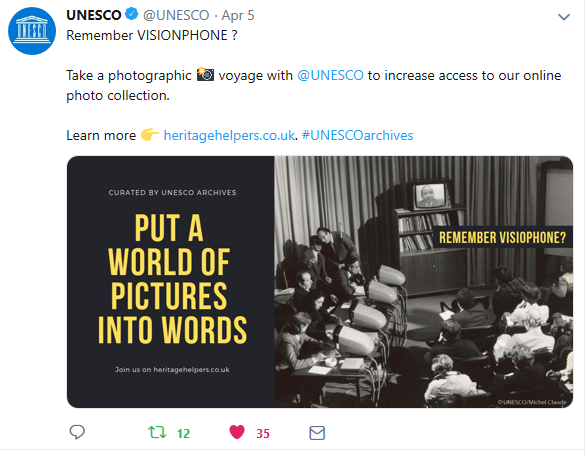 UNESCO @UNESCO · Apr 5
Remember VISIONPHONE ?
Take a photographic 📸 voyage with @UNESCO to increase access to our online
photo collection.
Learn more 👉 heritagehelpers.co.uk. #UNESCOarchives
CURATED BY UNESCO ARCHIVES
PUT A
WORLD OF
PICTURES
INTO WORDS
Join us on heritagehelpers.co.uk
REMEMBER VISIOPHONE?
©UNESCO/Michel Claude
12
35